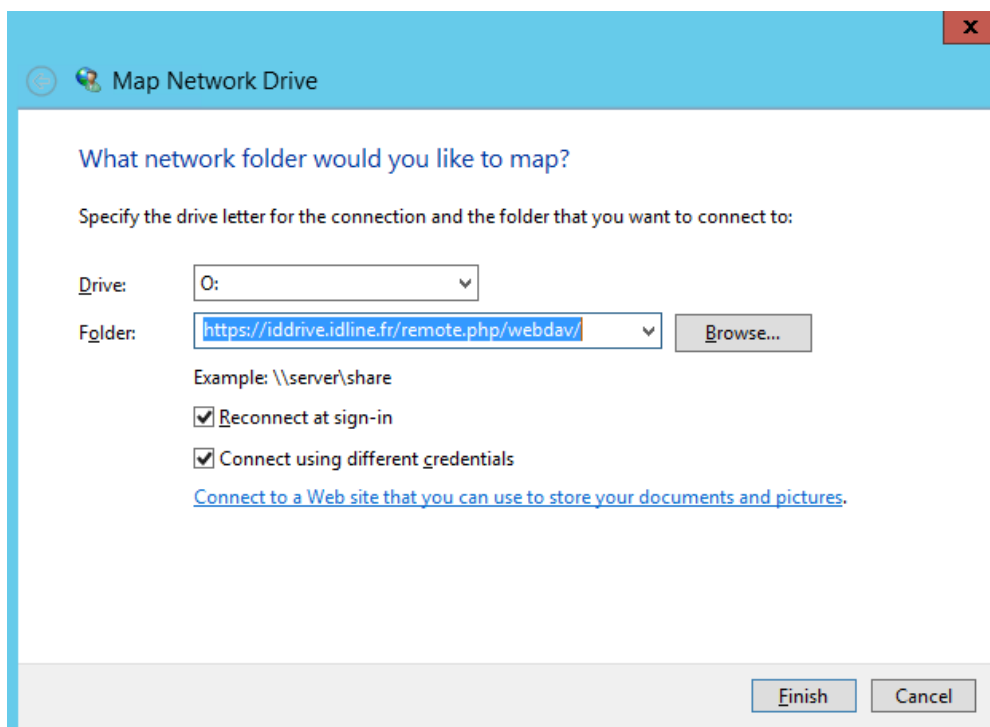 x
Map Network Drive
What network folder would you like to map?
Specify the drive letter for the connection and the folder that you want to connect to:
Drive: O:
Folder: https://iddrive.idline.fr/remote.php/webdav/ Browse...
Example: \\server\share
Reconnect at sign-in
Connect using different credentials
Connect to a Web site that you can use to store your documents and pictures.
Finish Cancel